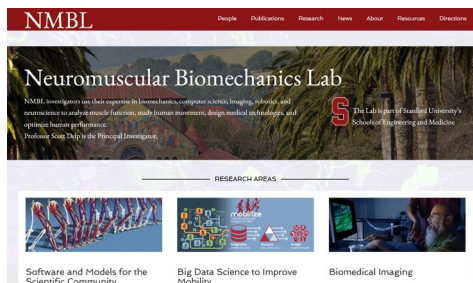 NMBL
People Publications Research News About Resources Directions
Neuromuscular Biomechanics Lab
NMBL investigators use their expertise in biomechanics, computer science, imaging, robotics, and
neuroscience to analyze muscle function, study human movement, design medical technologies, and
optimize human performance.
Professor Scott Delp is the Principal Investigator.
S
The Lab is part of Stanford University's
Schools of Engineering and Medicine
RESEARCH AREAS
mobilize
Software and Models for the
Scientific Community
Big Data Science to Improve
Mobility
Biomedical Imaging